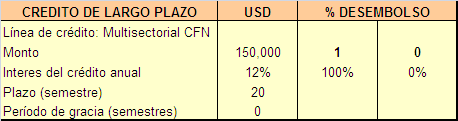 CREDITO DE LARGO PLAZO USD % DESEMBOLSO
Línea de crédito: Multisectorial CFN
Monto 150,000 1 0
Interes del crédito anual 12% 100% 0%
Plazo (semestre) 20
Período de gracia (semestres) 0